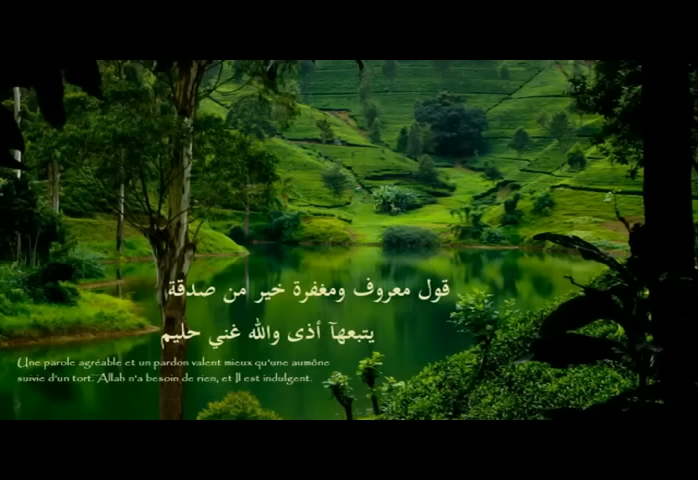 قول معروف ومغفرة خير من صدقة
يتبعهآ أذى والله غني حليم
Une parole agréable et un pardon valent mieux qu'une aumône
suivie d'un tort. Allah n'a besoin de rien, et Il est indulgent.